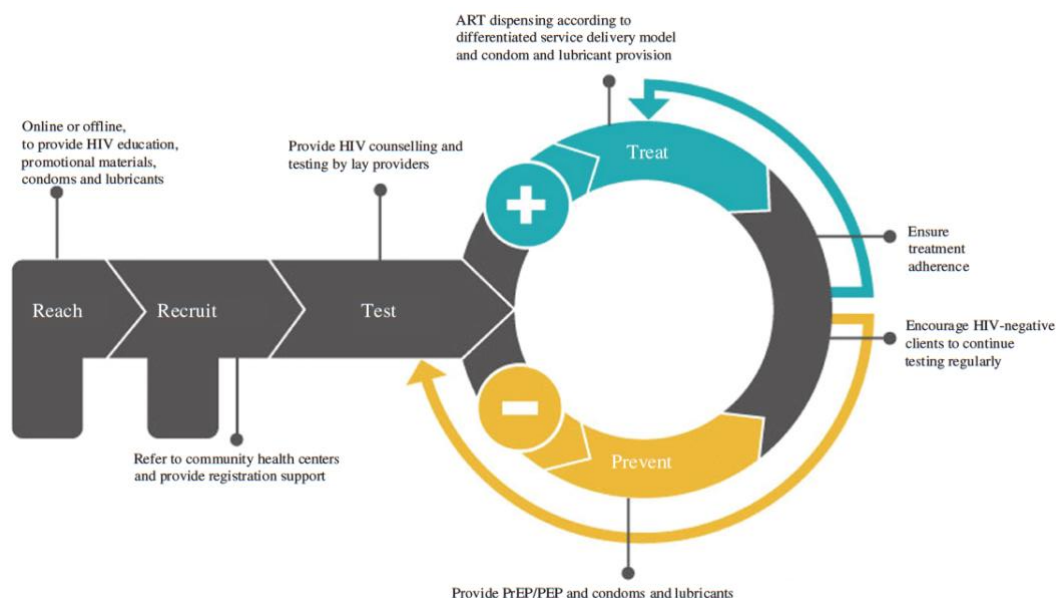 ART dispensing according to
differentiated service delivery model
and condom and lubricant provision
Online or offline,
to provide HIV education,
promotional materials,
condoms and lubricants
Provide HIV counselling and
testing by lay providers
Treat
Ensure
treatment
adherence
Reach
Recruit
Test
Encourage HIV-negative
clients to continue
testing regularly
Refer to community health centers
and provide registration support
Prevent
Provide PrEP/PEP and condoms and lubricants